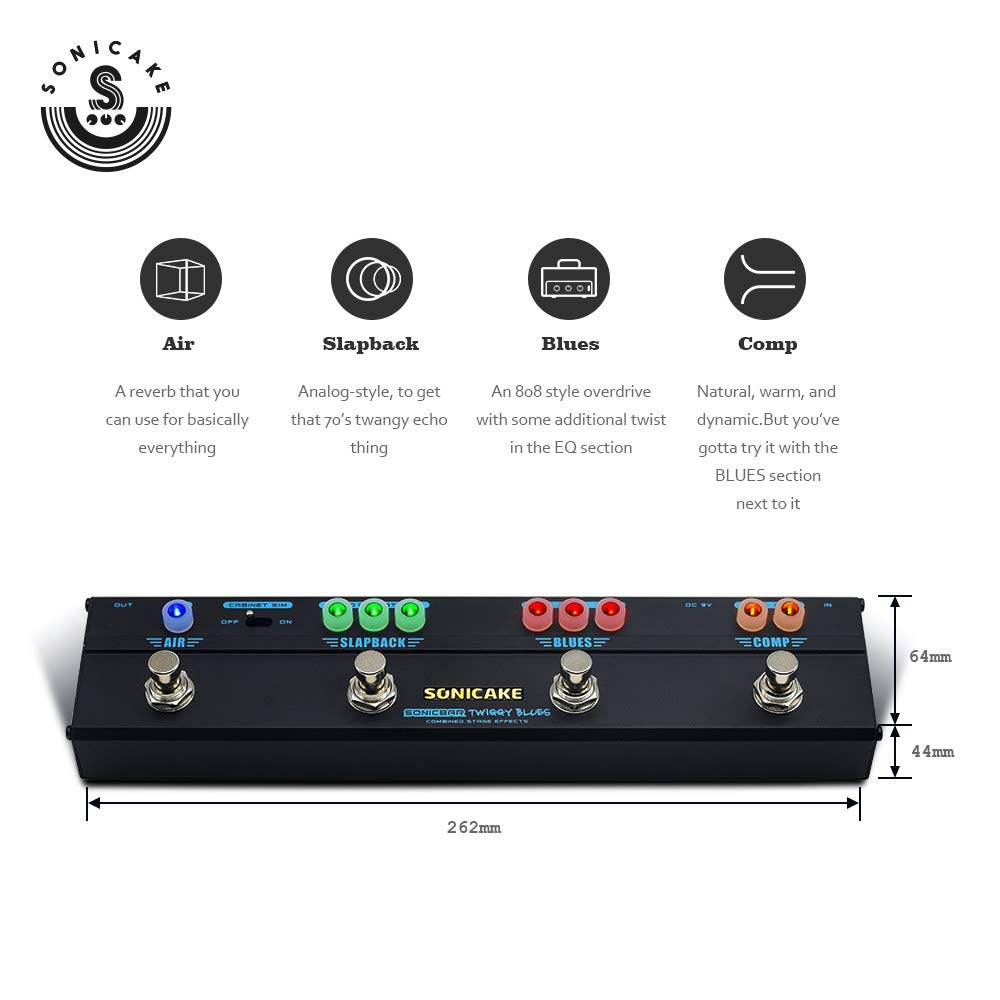 SONICAKE
S
Air
Slapback
Blues
Comp
A reverb that you
can use for basically
everything
Analog-style, to get
that 70's twangy echo
thing
An 808 style overdrive
with some additional twist
in the EQ section
Natural, warm, and
dynamic.But you've
gotta try it with the
BLUES section
next to it
OUT
CABINET SIM
DC 9V
IN
OFF
ON
AIR
SLAPBACK
BLUES
COMP
SONICAKE
SONICBAR TWIGGY BLUES
COMBINED STAGE EFFECTS
64mm
44mm
262mm